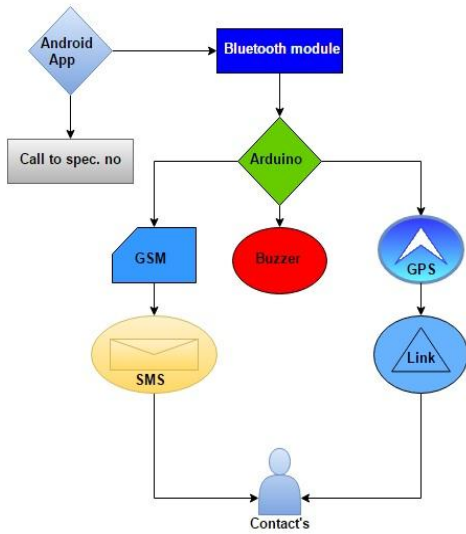 Android
App
Bluetooth module
Call to spec. no
Arduino
GSM
Buzzer
GPS
SMS
Link
Contact's